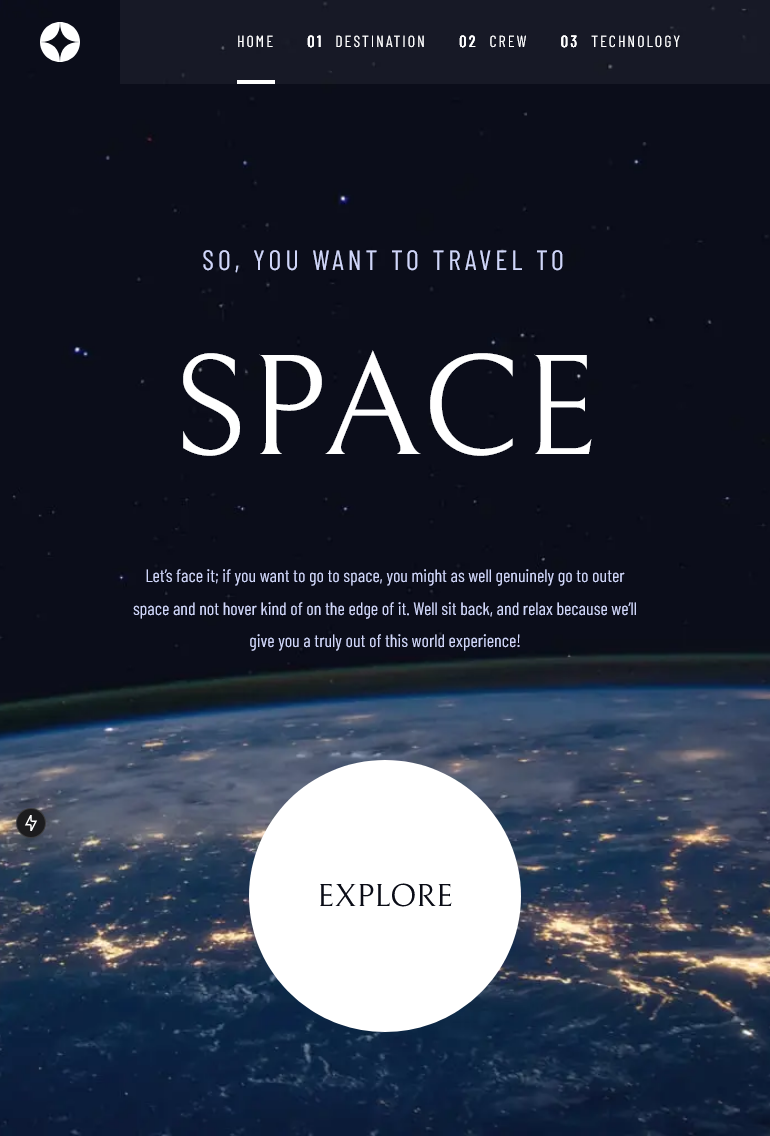 HOME 01 DESTINATION 02 CREW 03 TECHNOLOGY
SO, YOU WANT TO TRAVEL TO
SPACE
Let's face it; if you want to go to space, you might as well genuinely go to outer
space and not hover kind of on the edge of it. Well sit back, and relax because we'll
give you a truly out of this world experience!
EXPLORE